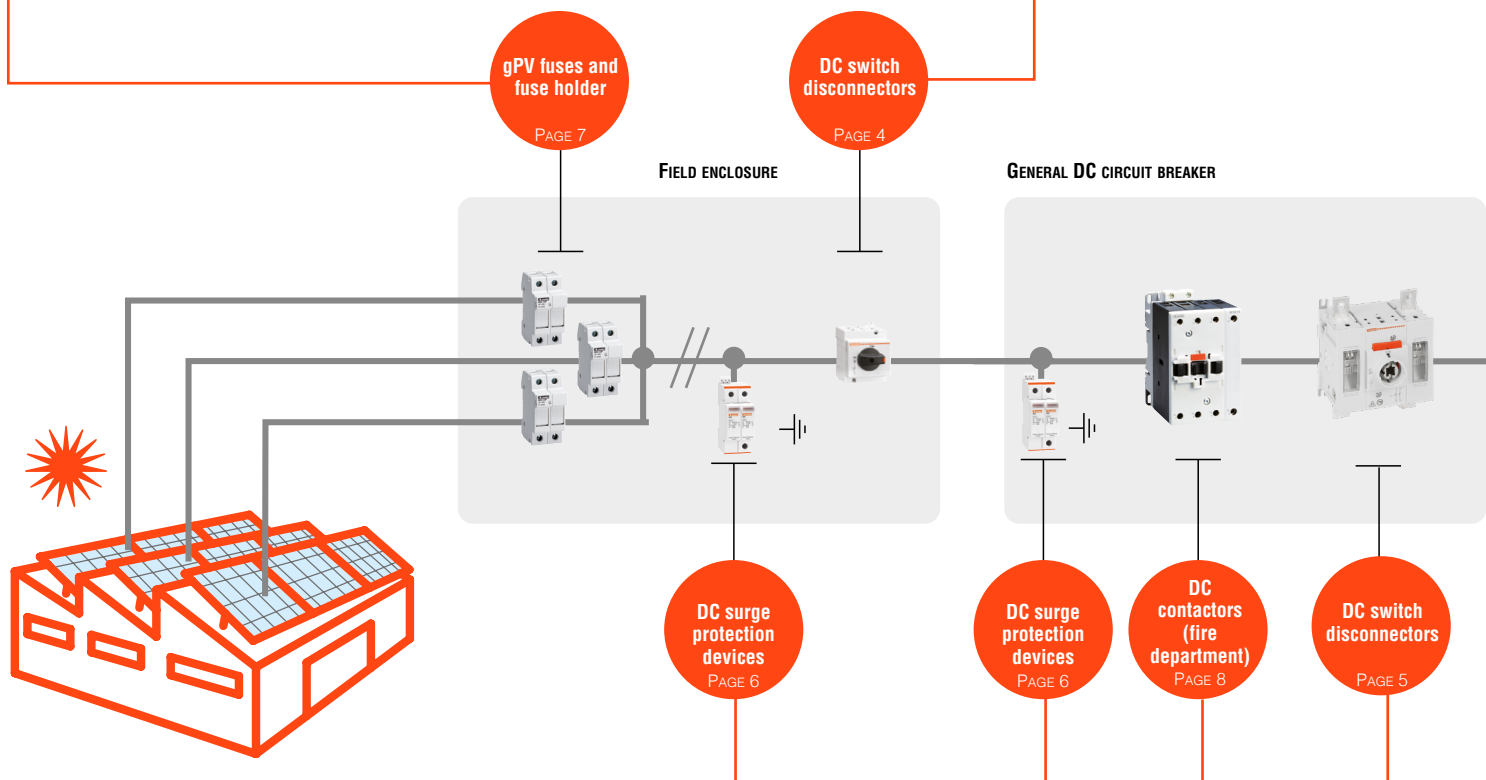 gPV fuses and
fuse holder
PAGE 7
DC switch
disconnectors
PAGE 4
FIELD ENCLOSURE
GENERAL DC CIRCUIT BREAKER
DC surge
protection
devices
PAGE 6
DC surge
protection
devices
PAGE 6
DC
contactors
(fire
department)
PAGE 8
DC switch
disconnectors
PAGE 5